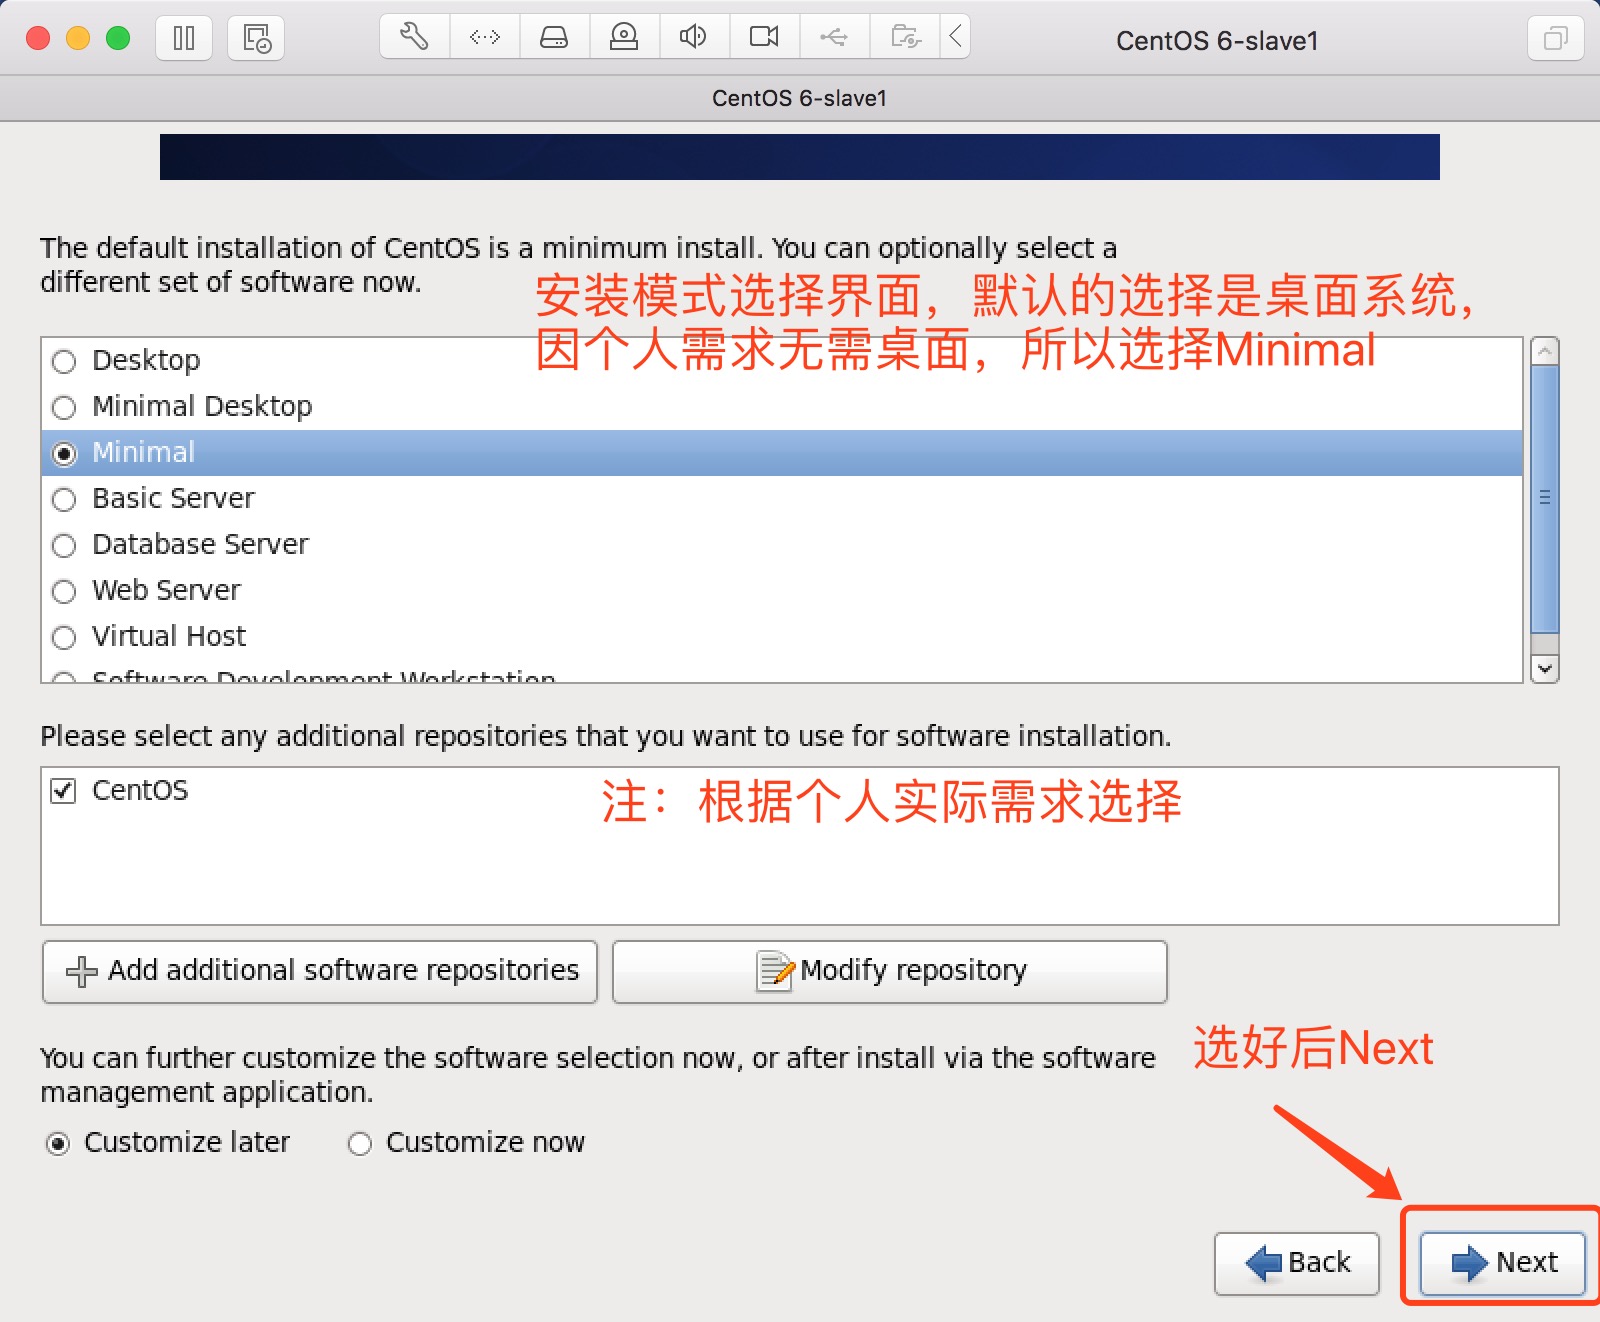 CentOS 6-slave1
CentOS 6-slave1
The default installation of CentOS is a minimum install. You can optionally select a
different set of software now.
安装模式选择界面，默认的选择是桌面系统，
因个人需求无需桌面，所以选择Minimal
Desktop
Minimal Desktop
Minimal
Basic Server
Database Server
Web Server
Virtual Host
Software Development Workstation
Please select any additional repositories that you want to use for software installation.
CentOS
注：根据个人实际需求选择
Add additional software repositories
Modify repository
You can further customize the software selection now, or after install via the software
management application.
选好后Next
Customize later
Customize now
Back
Next